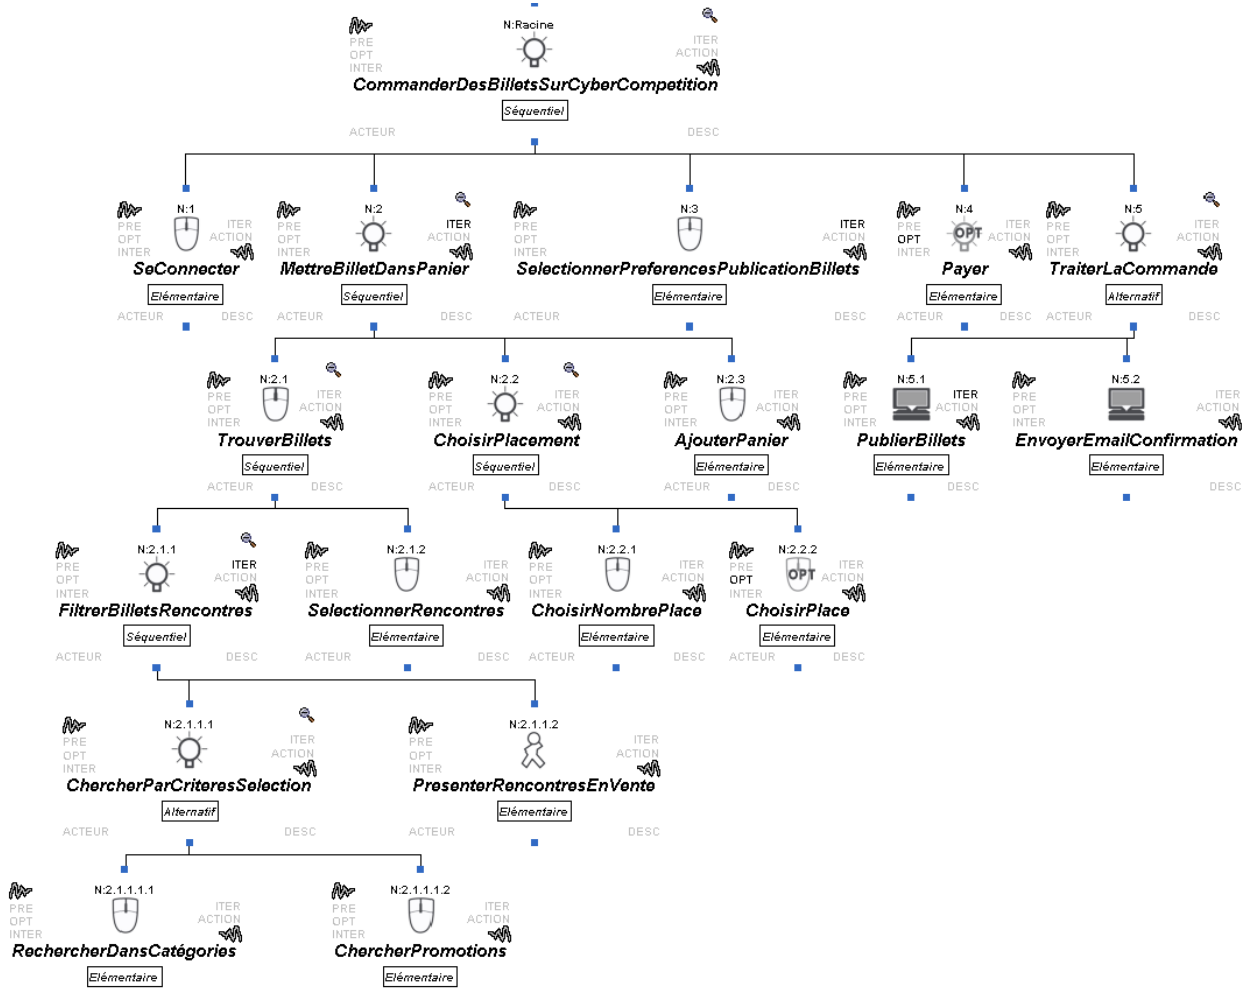 N:Racine
PRE ITER
OPT ACTION
INTER
CommanderDesBilletsSurCyberCompetition
Séquentiel
ACTEUR DESC
N:1 N:2 N:3 N:4 N:5
PRE ITER PRE ITER PRE ITER PRE ITER PRE ITER
OPT ACTION OPT ACTION OPT ACTION OPT OPT ACTION OPT ACTION
INTER INTER INTER INTER INTER
SeConnecter MettreBilletDansPanier SelectionnerPreferencesPublicationBillets Payer TraiterLaCommande
Elémentaire Séquentiel Elémentaire Elémentaire Alternatif
ACTEUR DESC ACTEUR DESC ACTEUR DESC ACTEUR DESC ACTEUR DESC
N:2.1 N:2.2 N:2.3 N:5.1 N:5.2
PRE ITER PRE ITER PRE ITER PRE ITER PRE ITER
OPT ACTION OPT ACTION OPT ACTION OPT ACTION OPT ACTION
INTER INTER INTER INTER INTER
TrouverBillets ChoisirPlacement AjouterPanier PublierBillets EnvoyerEmailConfirmation
Séquentiel Séquentiel Elémentaire Elémentaire Elémentaire
ACTEUR DESC ACTEUR DESC ACTEUR DESC ACTEUR DESC ACTEUR DESC
N:2.1.1 N:2.1.2 N:2.2.1 N:2.2.2
PRE ITER PRE ITER PRE ITER PRE ITER
OPT ACTION OPT ACTION OPT ACTION OPT OPT ACTION
INTER INTER INTER INTER
FiltrerBilletsRencontres SelectionnerRencontres ChoisirNombrePlace ChoisirPlace
Séquentiel Elémentaire Elémentaire Elémentaire
ACTEUR DESC ACTEUR DESC ACTEUR DESC ACTEUR DESC
N:2.1.1.1 N:2.1.1.2
PRE ITER PRE ITER
OPT ACTION OPT ACTION
INTER INTER
ChercherParCriteresSelection PresenterRencontresEnVente
Alternatif Elémentaire
ACTEUR DESC ACTEUR DESC
N:2.1.1.1.1 N:2.1.1.1.2
PRE ITER PRE ITER
OPT ACTION OPT ACTION
INTER INTER
RechercherDansCatégories ChercherPromotions
Elémentaire Elémentaire